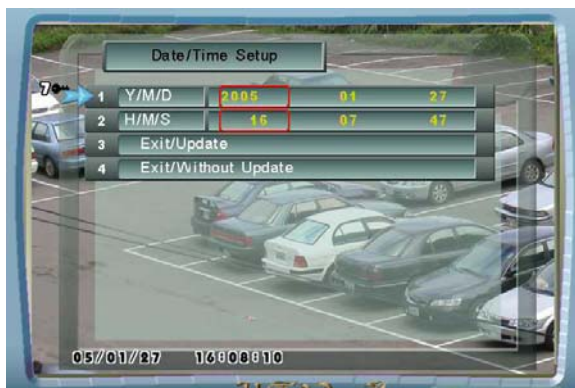 Date/Time Setup
1 Y/M/D 2005 01 27
2 H/M/S 16 07 47
3 Exit/Update
4 Exit/Without Update
05/01/27 16:08:10